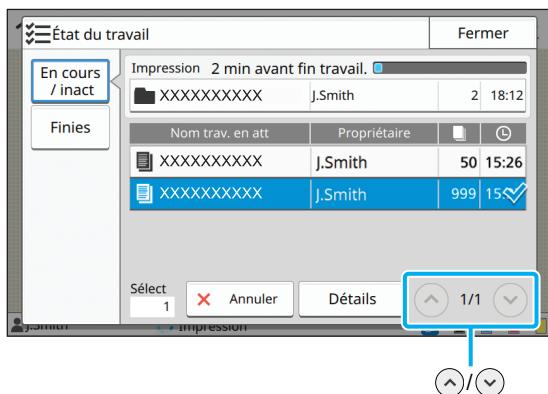 État du travail
Fermer
En cours / inact
Finies
Impression 2 min avant fin travail.
XXXXXXXXXX J.Smith 2 18:12
Nom trav. en att Propriétaire
XXXXXXXXXX J.Smith 50 15:26
XXXXXXXXXX J.Smith 999
Sélect
1
Annuler
Détails
1/1
J.Smith
Impression
/